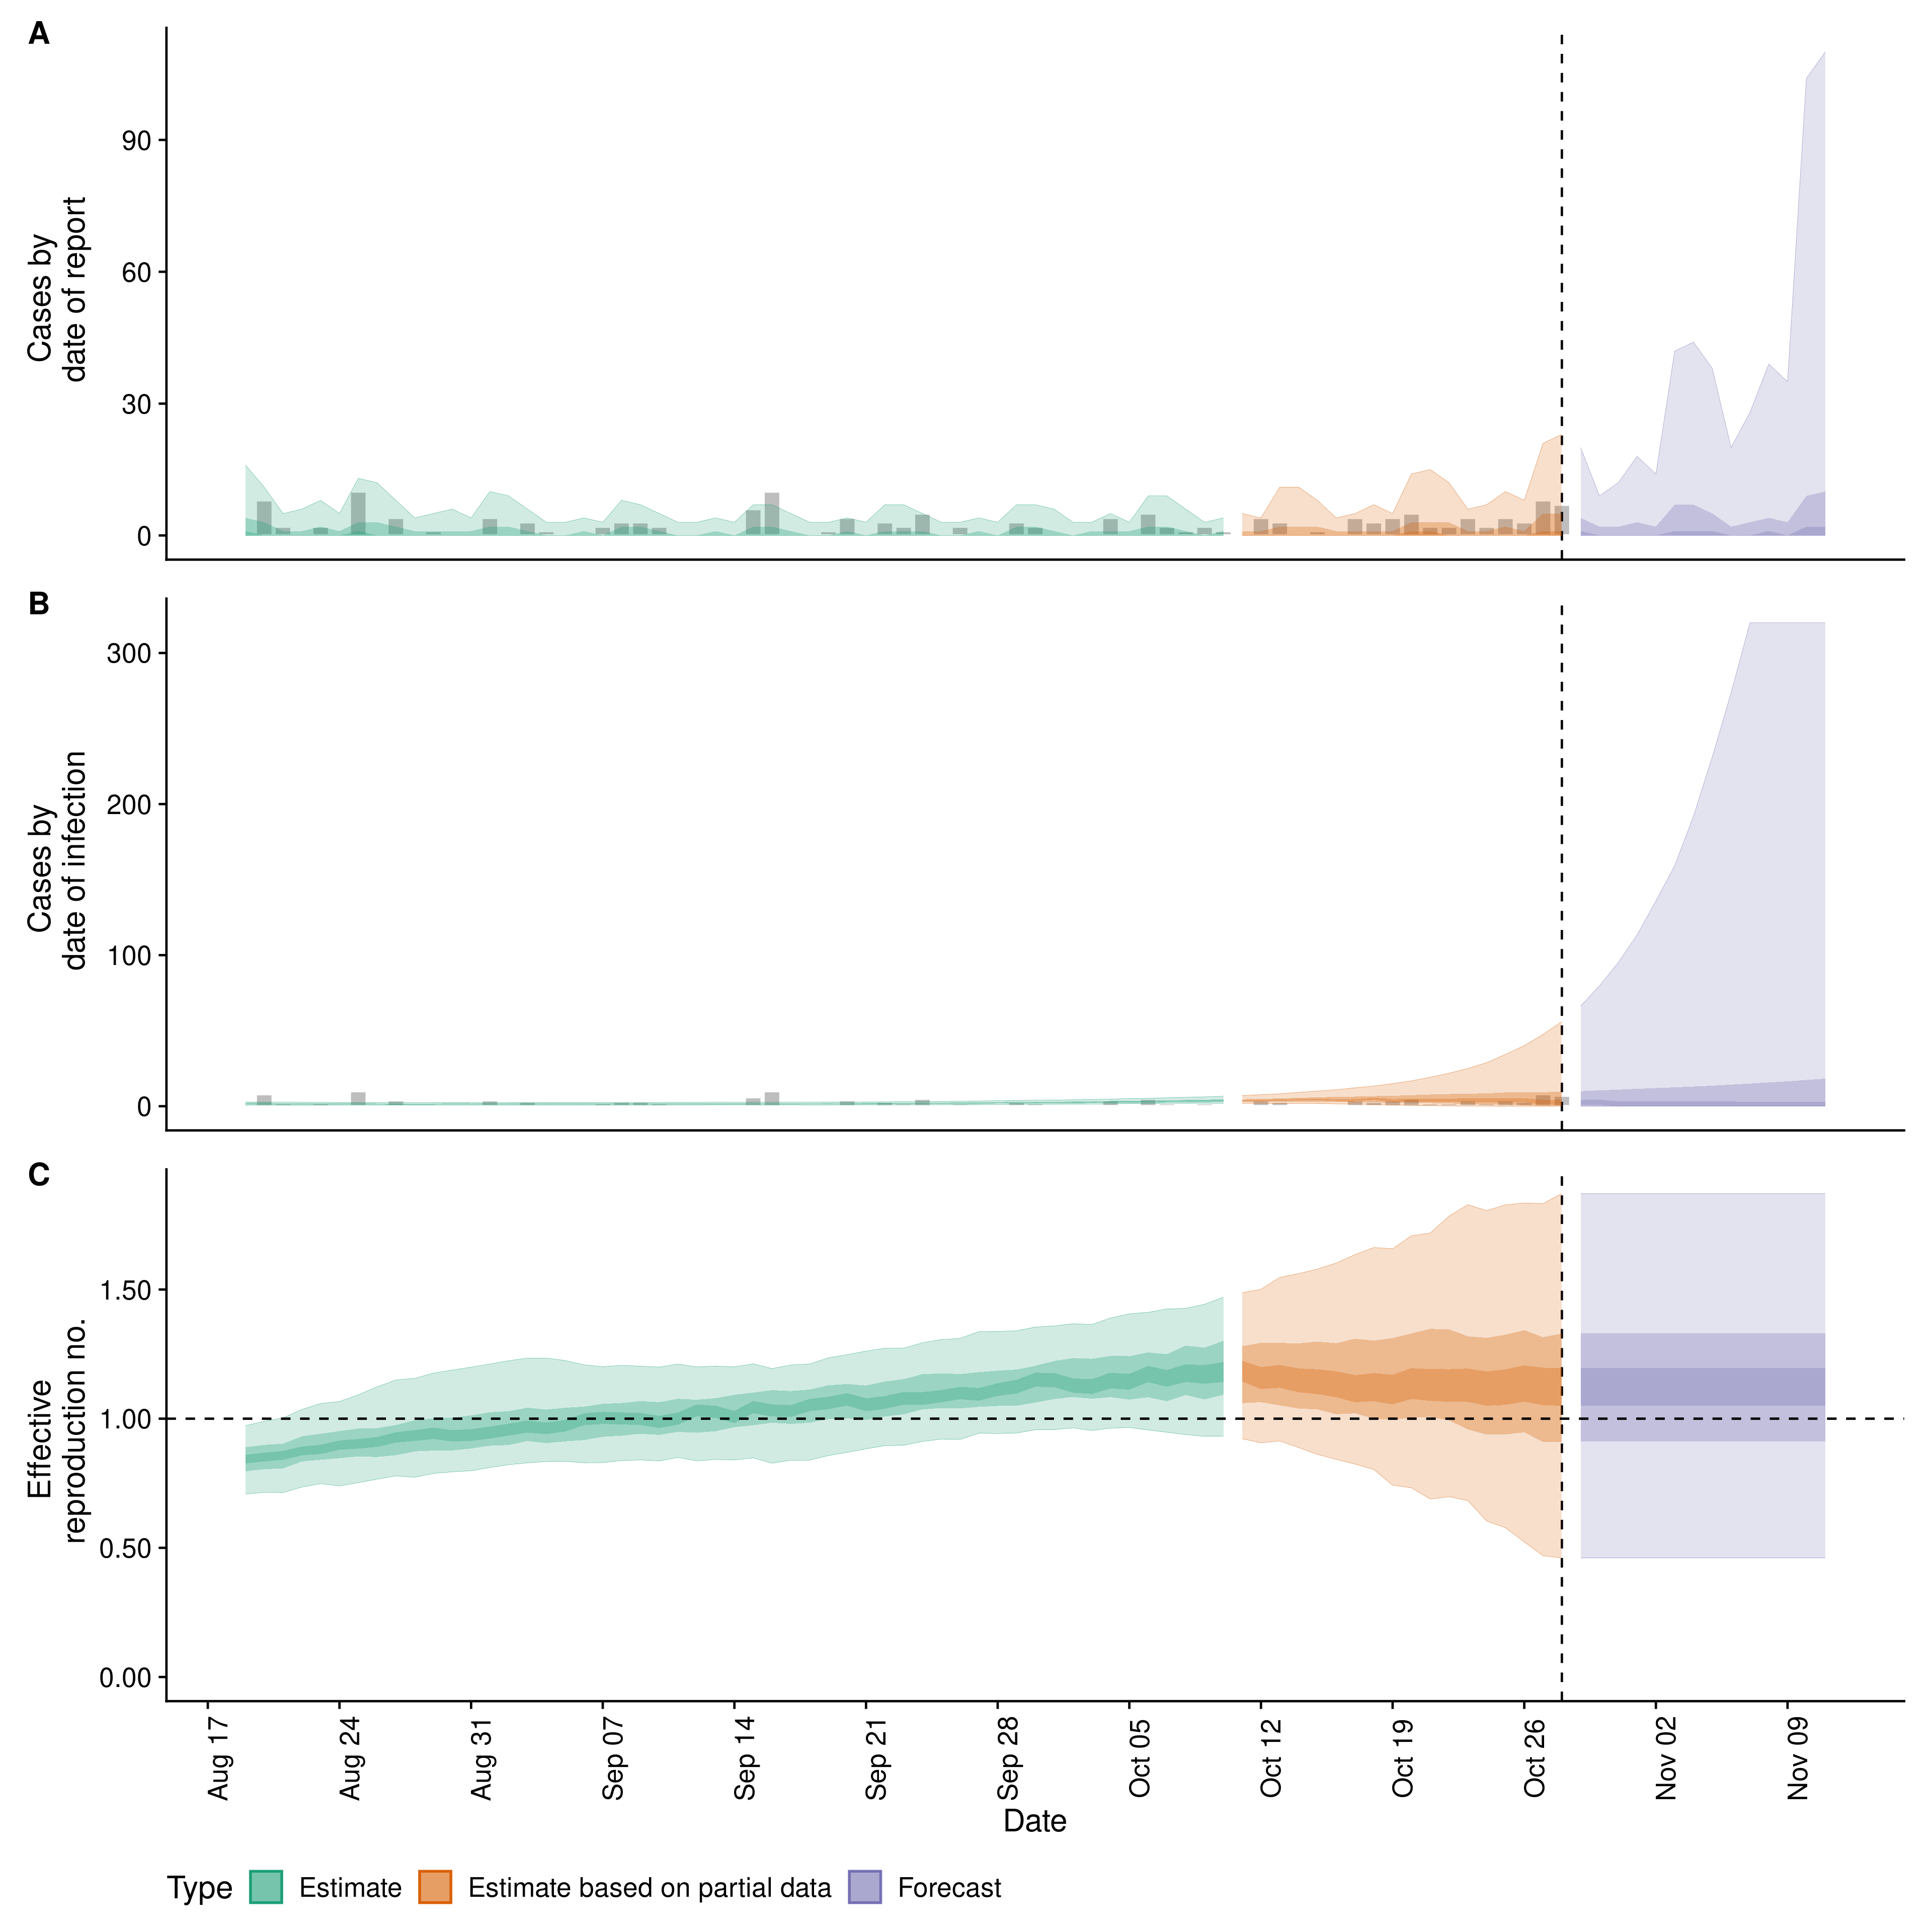 A
Cases by
date of report
90
60
30
0
B
Cases by
date of infection
300
200
100
0
C
Effective
reproduction no.
1.50
1.00
0.50
0.00
Aug 17
Aug 24
Aug 31
Sep 07
Sep 14
Sep 21
Sep 28
Oct 05
Oct 12
Oct 19
Oct 26
Nov 02
Nov 09
Date
Type Estimate Estimate based on partial data Forecast